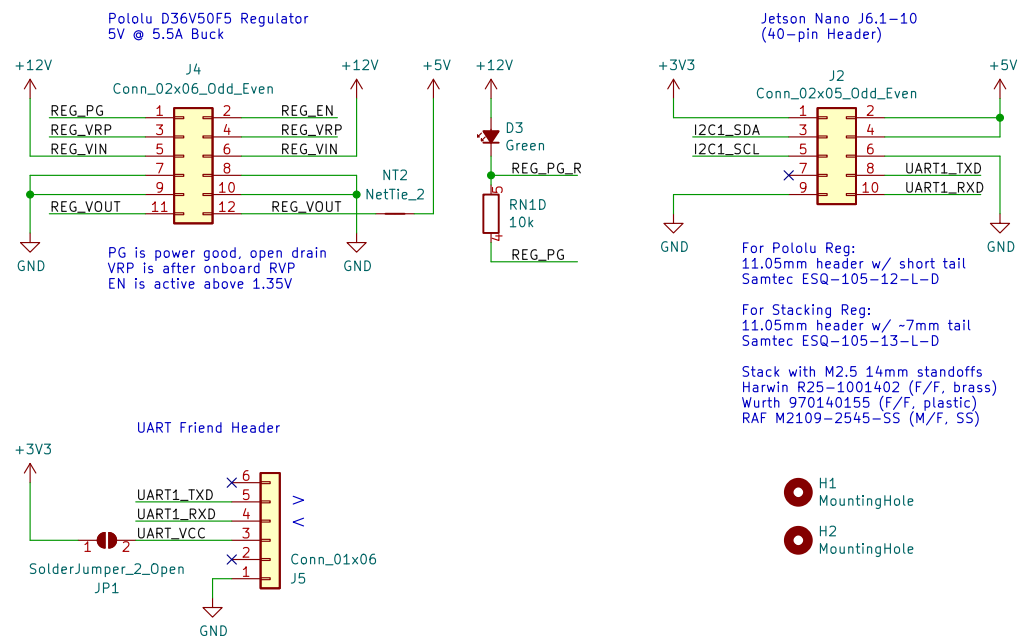 Pololu D36V50F5 Regulator
5V @ 5.5A Buck
+12V
J4
Conn_02x06_Odd_Even
+12V
+5V
REG_PG 1 2 REG_EN
REG_VRP 3 4 REG_VRP
REG_VIN 5 6 REG_VIN
7 8
9 10
REG_VOUT 11 12 REG_VOUT
NT2
NetTie_2
GND
GND
PG is power good, open drain
VRP is after onboard RVP
EN is active above 1.35V
+12V
D3
Green
REG_PG_R
5
RN1D
10k
4
REG_PG
Jetson Nano J6.1-10
(40-pin Header)
+3V3
J2
Conn_02x05_Odd_Even
+5V
1 2
I2C1_SDA 3 4
I2C1_SCL 5 6
7 8 UART1_TXD
9 10 UART1_RXD
GND
GND
For Pololu Reg:
11.05mm header w/ short tail
Samtec ESQ-105-12-L-D
For Stacking Reg:
11.05mm header w/ ~7mm tail
Samtec ESQ-105-13-L-D
Stack with M2.5 14mm standoffs
Harwin R25-1001402 (F/F, brass)
Wurth 970140155 (F/F, plastic)
RAF M2109-2545-SS (M/F, SS)
UART Friend Header
+3V3
6
UART1_TXD 5 >
UART1_RXD 4 <
UART_VCC 3
1 2
2
1
SolderJumper_2_Open
JP1
Conn_01x06
J5
GND
H1
MountingHole
H2
MountingHole